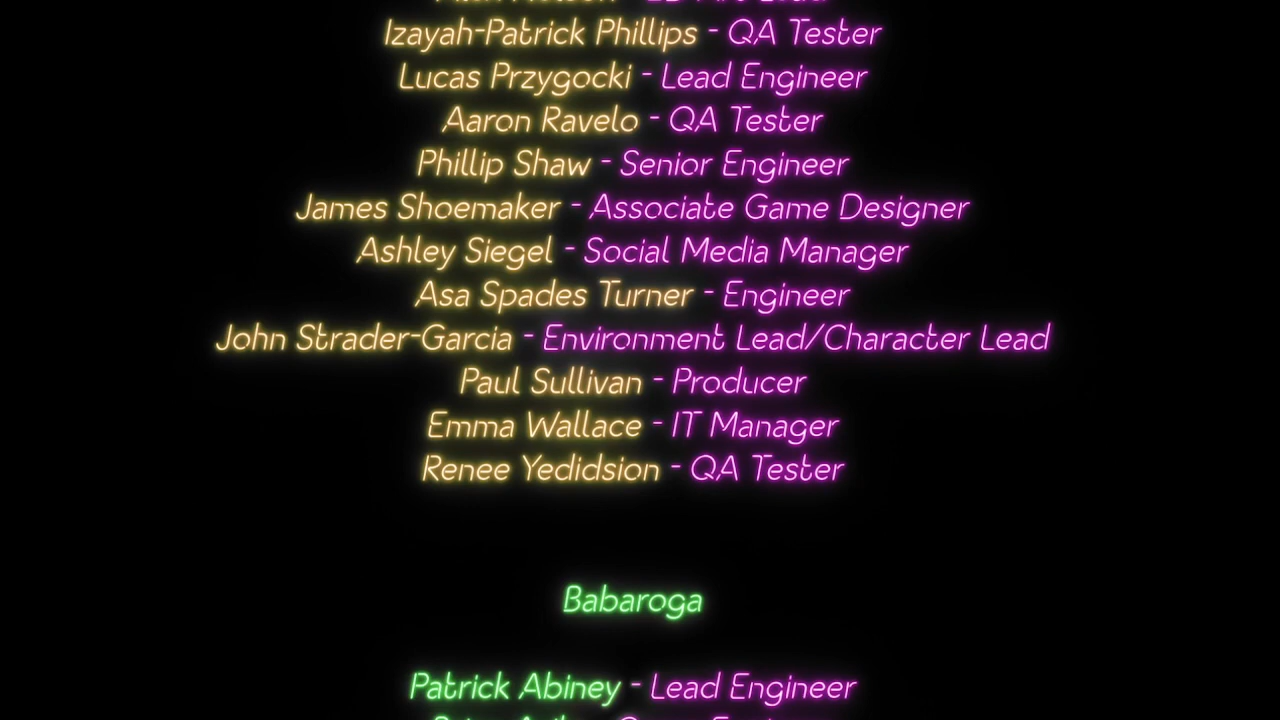 Izayah-Patrick Phillips - QA Tester
Lucas Przygocki - Lead Engineer
Aaron Ravelo - QA Tester
Phillip Shaw - Senior Engineer
James Shoemaker - Associate Game Designer
Ashley Siegel - Social Media Manager
Asa Spades Turner - Engineer
John Strader-Garcia - Environment Lead/Character Lead
Paul Sullivan - Producer
Emma Wallace - IT Manager
Renee Yedidsion - QA Tester
Babaroga
Patrick Abiney - Lead Engineer